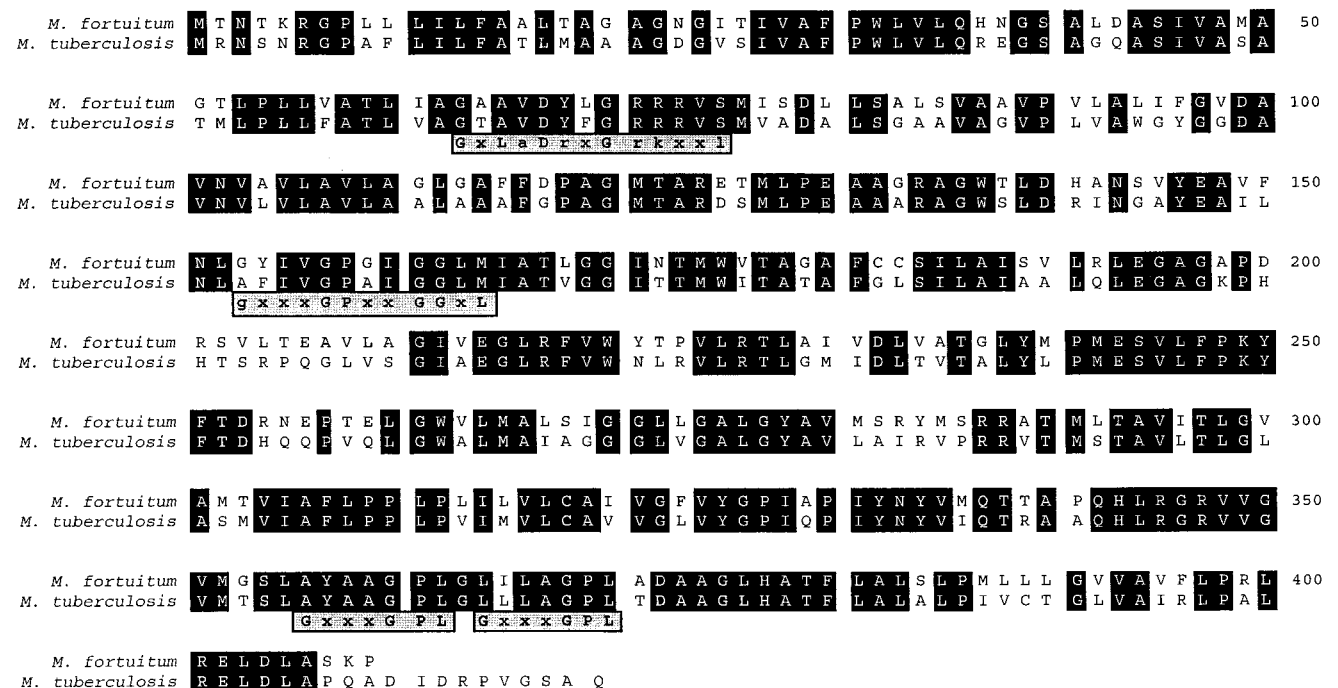 M. fortuitum M T N T K R G P L L L I L F A A L T A G A G N G I T I V A F P W L V L Q H N G S A L D A S I V A M A 50
M. tuberculosis M R N S N R G P A F L I L F A T L M A A A G D G V S I V A F P W L V L Q R E G S A G Q A S I V A S A
M. fortuitum G T L P L L V A T L I A G A A V D Y L G R R R V S M I S D L L S A L S V A A V P V L A L I F G V D A 100
M. tuberculosis T M L P L L F A T L V A G T A V D Y F G R R R V S M V A D A L S G A A V A G V P L V A W G Y G G D A
G x L a D r x G r k x x l
M. fortuitum V N V A V L A V L A G L G A F F D P A G M T A R E T M L P E A A G R A G W T L D H A N S V Y E A V F 150
M. tuberculosis V N V L V L A V L A A L A A A F G P A G M T A R D S M L P E A A A R A G W S L D R I N G A Y E A I L
M. fortuitum N L G Y I V G P G I G G L M I A T L G G I N T M W V T A G A F C C S I L A I S V L R L E G A G A P D 200
M. tuberculosis N L A F I V G P A I G G L M I A T V G G I T T M W I T A T A F G L S I L A I A A L Q L E G A G K P H
g x x x G P x x G G x L
M. fortuitum R S V L T E A V L A G I V E G L R F V W Y T P V L R T L A I V D L V A T G L Y M P M E S V L F P K Y 250
M. tuberculosis H T S R P Q G L V S G I A E G L R F V W N L R V L R T L G M I D L T V T A L Y L P M E S V L F P K Y
M. fortuitum F T D R N E P T E L G W V L M A L S I G G L L G A L G Y A V M S R Y M S R R A T M L T A V I T L G V 300
M. tuberculosis F T D H Q Q P V Q L G W A L M A I A G G G L V G A L G Y A V L A I R V P R R V T M S T A V L T L G L
M. fortuitum A M T V I A F L P P L P L I L V L C A I V G F V Y G P I A P I Y N Y V M Q T T A P Q H L R G R V V G 350
M. tuberculosis A S M V I A F L P P L P V I M V L C A V V G L V Y G P I Q P I Y N Y V I Q T R A A Q H L R G R V V G
M. fortuitum V M G S L A Y A A G P L G L I L A G P L A D A A G L H A T F L A L S L P M L L L G V V A V F L P R L 400
M. tuberculosis V M T S L A Y A A G P L G L L L A G P L T D A A G L H A T F L A L A L P I V C T G L V A I R L P A L
G x x x G P L G x x x G P L
M. fortuitum R E L D L A S K P
M. tuberculosis R E L D L A P Q A D I D R P V G S A Q